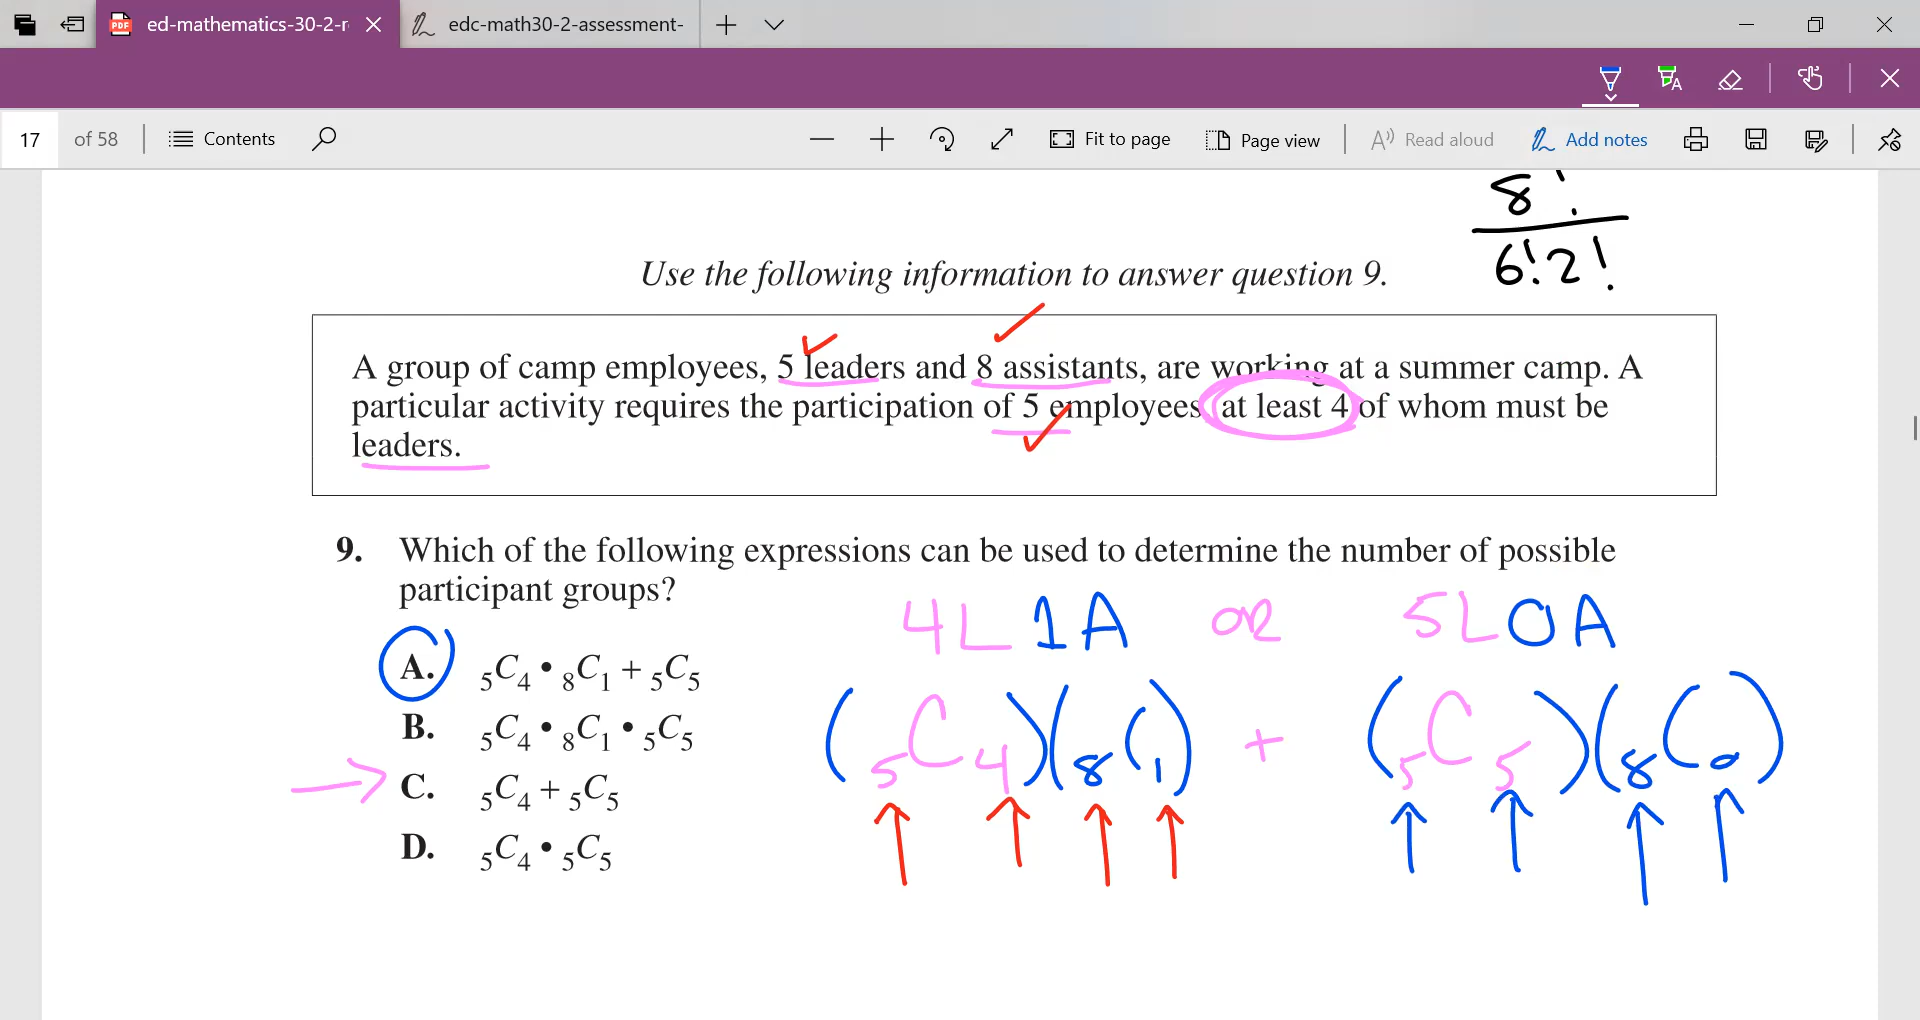 ed-mathematics-30-2-r edc-math30-2-assessment-
17 of 58 Contents Fit to page Page view Read aloud Add notes
8!
6!2!
Use the following information to answer question 9.
A group of camp employees, 5 leaders and 8 assistants, are working at a summer camp. A
particular activity requires the participation of 5 employees at least 4 of whom must be
leaders.
9. Which of the following expressions can be used to determine the number of possible
participant groups?
4L 1A OR 5L 0A
A. ₅C₄ • ₈C₁ + ₅C₅
B. ₅C₄ • ₈C₁ • ₅C₅
(₅C₄)(₈C₁) + (₅C₅)(₈C₀)
C. ₅C₄ + ₅C₅
D. ₅C₄ • ₅C₅